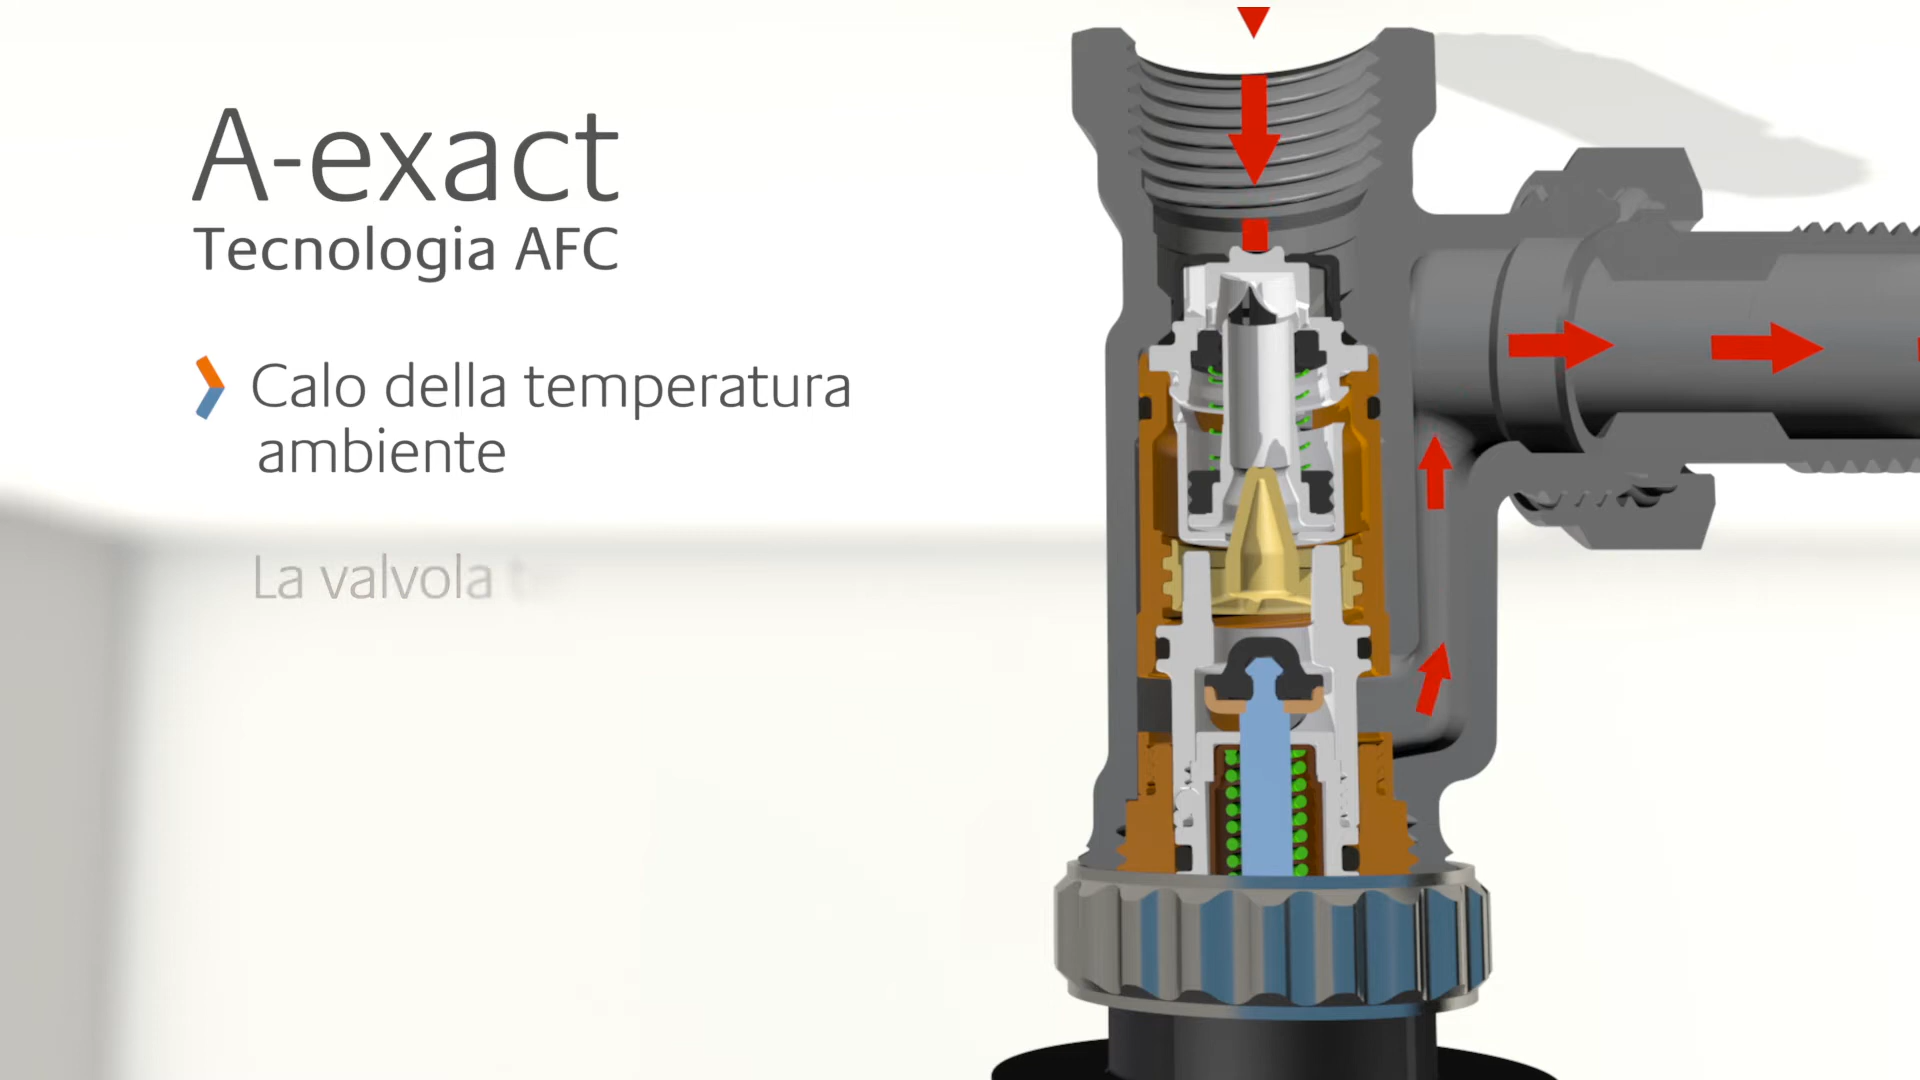 A-exact
Tecnologia AFC
Calo della temperatura
ambiente
La valvola